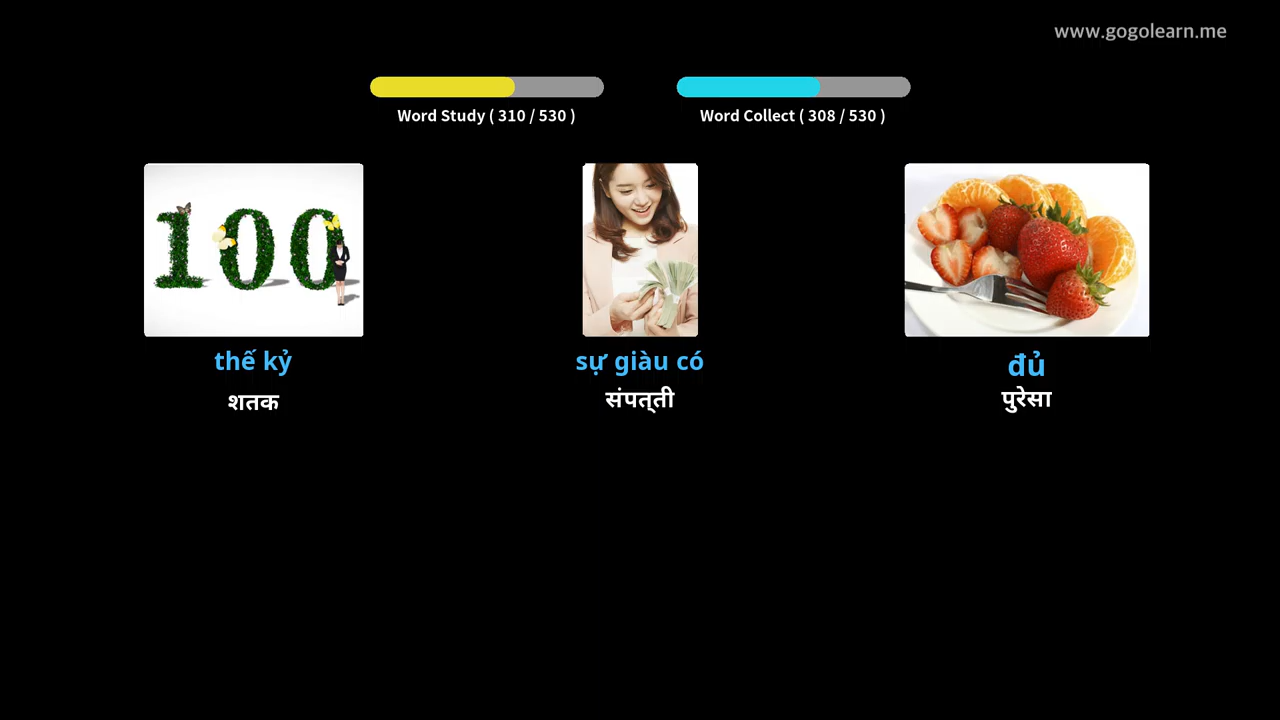 www.gogolearn.me
Word Study ( 310 / 530 )
Word Collect ( 308 / 530 )
thế kỷ
sự giàu có
đủ
शतक
संपत्ती
पुरेसा